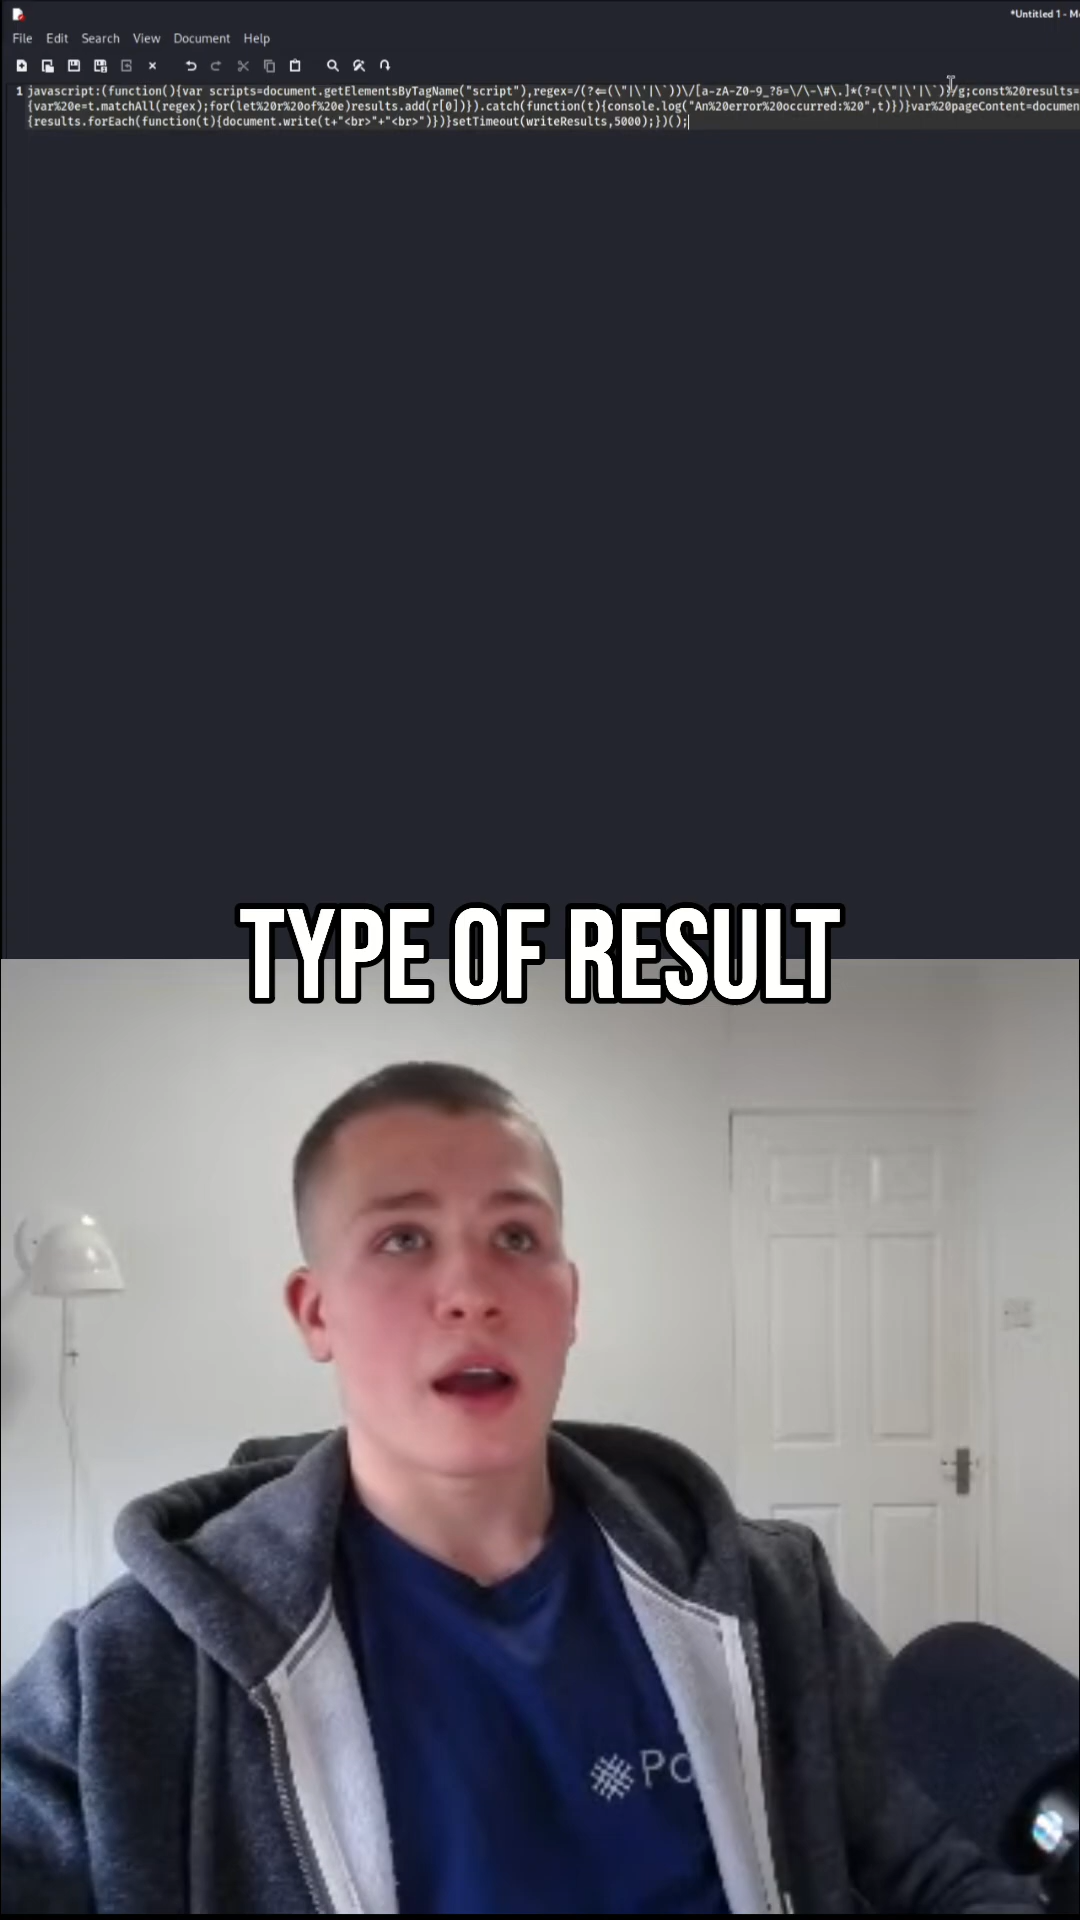 *Untitled 1 - M
File Edit Search View Document Help
1 javascript:(function(){var scripts=document.getElementsByTagName("script"),regex=/(?<=(\"|\'|\`))\/[a-zA-Z0-9_?&=\/\-\#\.]*(?=(\"|\'|\`))/g;const%20results=
{var%20e=t.matchAll(regex);for(let%20r%20of%20e)results.add(r[0])}).catch(function(t){console.log("An%20error%20occurred:%20",t)})}var%20pageContent=documen
{results.forEach(function(t){document.write(t+"<br>"+"<br>")})}setTimeout(writeResults,5000);})();
TYPE OF RESULT